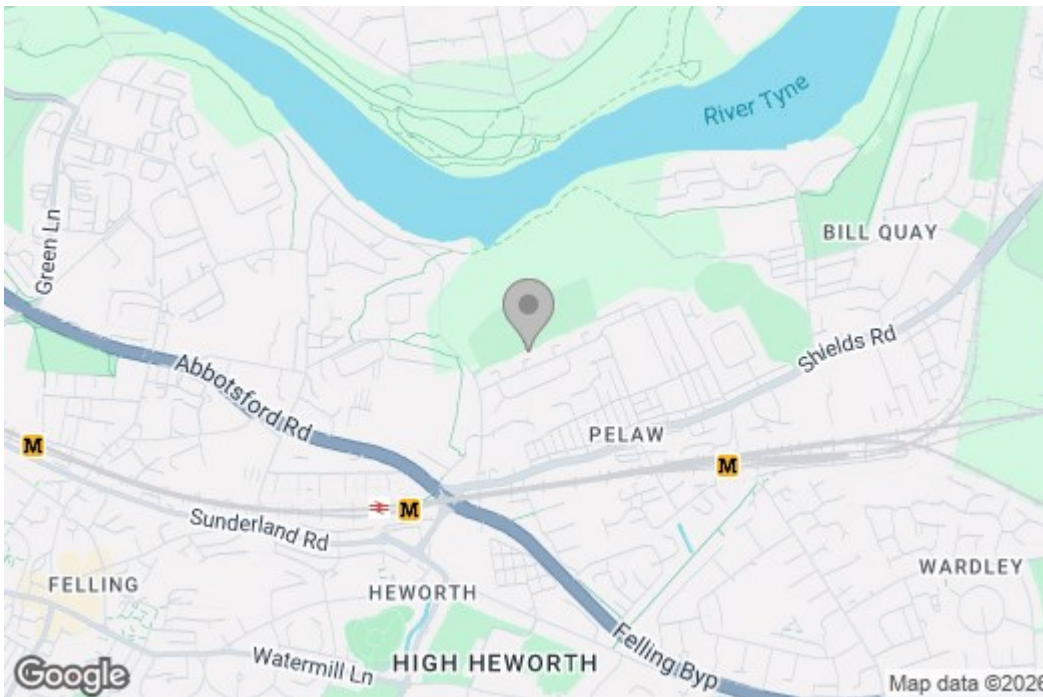 River Tyne
Green Ln
BILL QUAY
Shields Rd
Abbotsford Rd
PELAW
M
M
M
Sunderland Rd
WARDLEY
FELLING
HEWORTH
Felling Byp
Watermill Ln
HIGH HEWORTH
Google
Map data ©2026